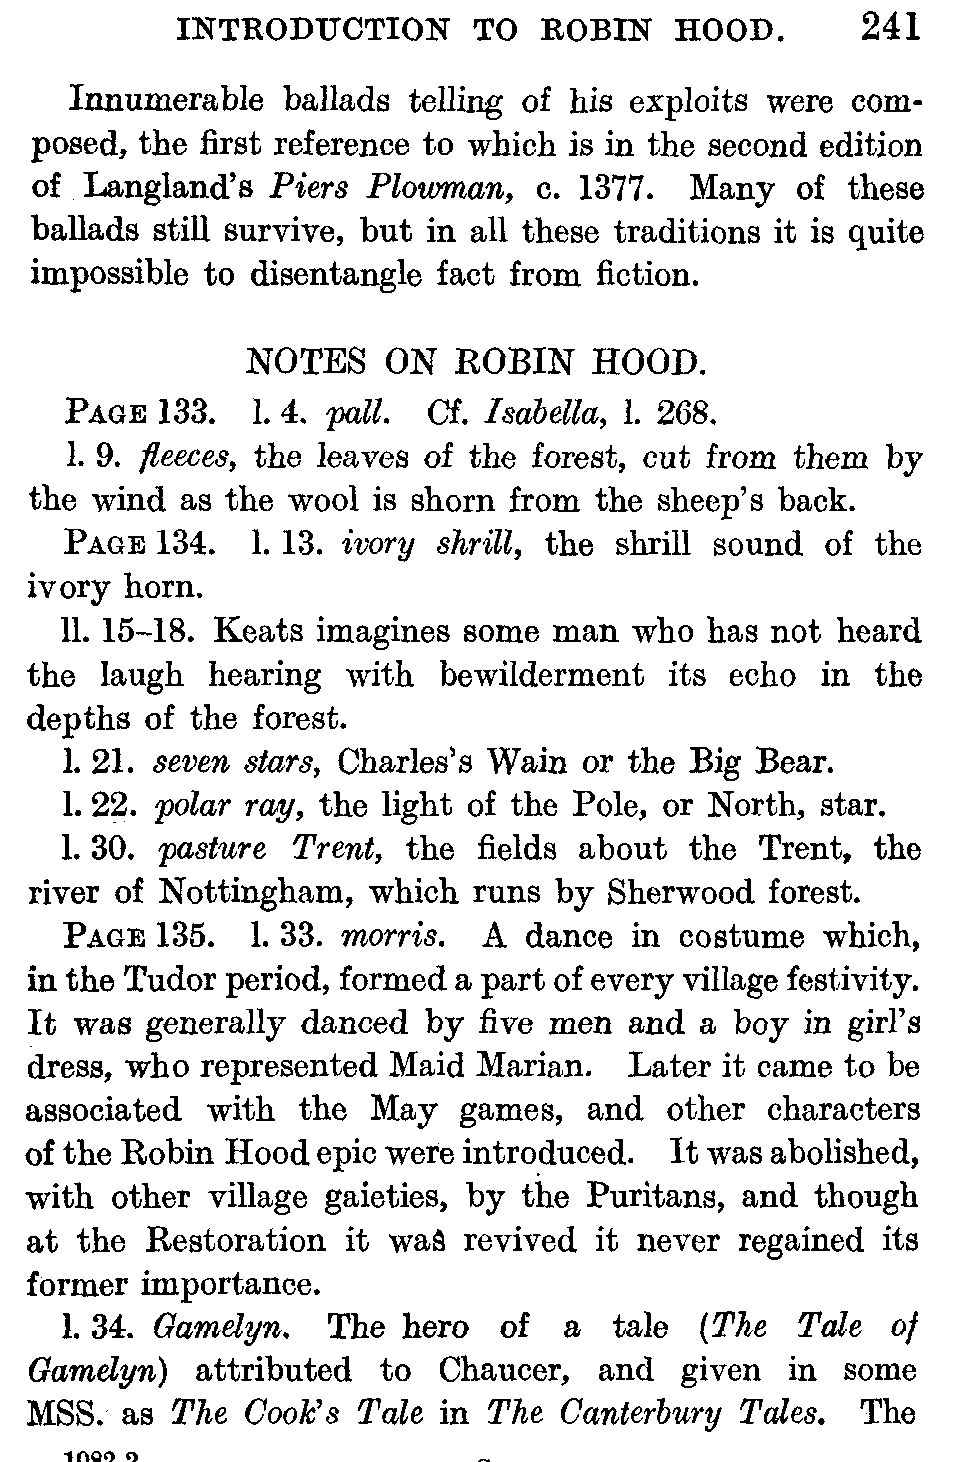 INTRODUCTION TO ROBIN HOOD. 241
Innumerable ballads telling of his exploits were com-
posed, the first reference to which is in the second edition
of Langland's Piers Plowman, c. 1377. Many of these
ballads still survive, but in all these traditions it is quite
impossible to disentangle fact from fiction.
NOTES ON ROBIN HOOD.
PAGE 133. l. 4. pall. Cf. Isabella, l. 268.
l. 9. fleeces, the leaves of the forest, cut from them by
the wind as the wool is shorn from the sheep's back.
PAGE 134. l. 13. ivory shrill, the shrill sound of the
ivory horn.
ll. 15–18. Keats imagines some man who has not heard
the laugh hearing with bewilderment its echo in the
depths of the forest.
l. 21. seven stars, Charles's Wain or the Big Bear.
l. 22. polar ray, the light of the Pole, or North, star.
l. 30. pasture Trent, the fields about the Trent, the
river of Nottingham, which runs by Sherwood forest.
PAGE 135. l. 33. morris. A dance in costume which,
in the Tudor period, formed a part of every village festivity.
It was generally danced by five men and a boy in girl's
dress, who represented Maid Marian. Later it came to be
associated with the May games, and other characters
of the Robin Hood epic were introduced. It was abolished,
with other village gaieties, by the Puritans, and though
at the Restoration it was revived it never regained its
former importance.
l. 34. Gamelyn. The hero of a tale (The Tale of
Gamelyn) attributed to Chaucer, and given in some
MSS. as The Cook's Tale in The Canterbury Tales. The